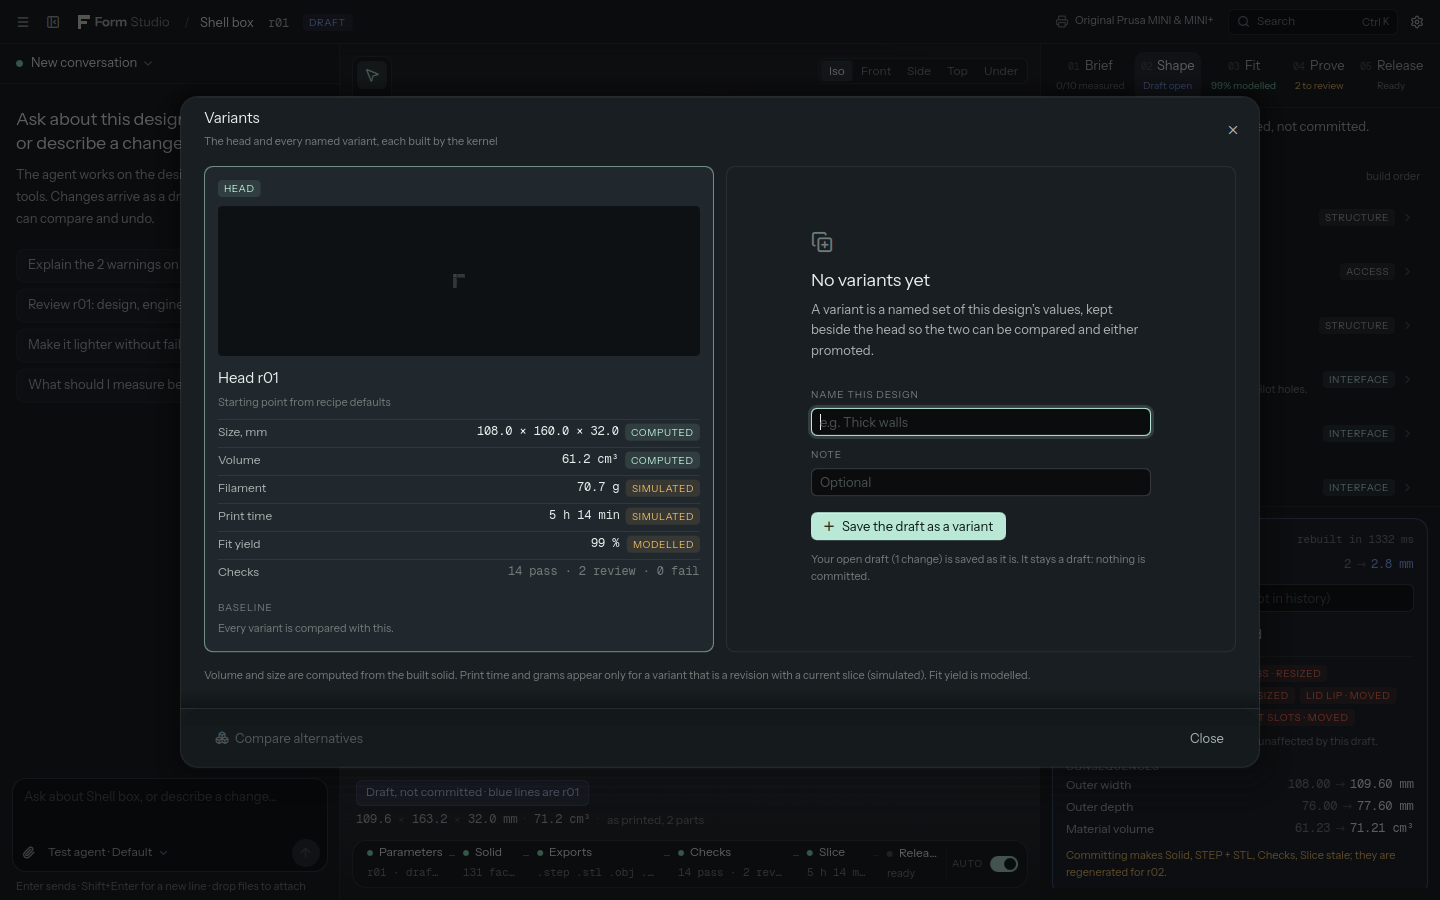 Form Studio / Shell box r01 DRAFT
Original Prusa MINI & MINI+
Search Ctrl K
New conversation
Iso Front Side Top Under
01 Brief 02 Shape 03 Fit 04 Prove 05 Release
0/10 measured Draft open 99% modelled 2 to review Ready
Ask about this design
or describe a change
The agent works on the
tools. Changes arrive as a
can compare and undo.
Explain the 2 warnings on
Review r01: design,
Make it lighter without
What should I measure
Variants
The head and every named variant, each built by the kernel
HEAD
Head r01
Starting point from recipe defaults
Size, mm 108.0 × 160.0 × 32.0 COMPUTED
Volume 61.2 cm³ COMPUTED
Filament 70.7 g SIMULATED
Print time 5 h 14 min SIMULATED
Fit yield 99 % MODELLED
Checks 14 pass · 2 review · 0 fail
BASELINE
Every variant is compared with this.
No variants yet
A variant is a named set of this design's values, kept
beside the head so the two can be compared and either
promoted.
NAME THIS DESIGN
e.g. Thick walls
NOTE
Optional
+ Save the draft as a variant
Your open draft (1 change) is saved as it is. It stays a draft: nothing is
committed.
Volume and size are computed from the built solid. Print time and grams appear only for a variant that is a revision with a current slice (simulated). Fit yield is modelled.
Compare alternatives
Close
not committed.
build order
STRUCTURE
ACCESS
STRUCTURE
holes.
INTERFACE
INTERFACE
INTERFACE
rebuilt in 1332 ms
2 → 2.8 mm
in history)
RESIZED
LID LIP · MOVED
SLOTS · MOVED
unaffected by this draft.
CONSEQUENCES
Outer width 108.00 → 109.60 mm
Outer depth 76.00 → 77.60 mm
Material volume 61.23 → 71.21 cm³
Committing makes Solid, STEP + STL, Checks, Slice stale; they are
regenerated for r02.
Draft, not committed · blue lines are r01
109.6 × 163.2 × 32.0 mm · 71.2 cm³ · as printed, 2 parts
Parameters … Solid … Exports … Checks … Slice … Relea…
r01 · draf… 131 fac… .step .stl .obj … 14 pass · 2 rev… 5 h 14 m… ready
AUTO
Ask about Shell box, or describe a change...
Test agent · Default
Enter sends · Shift+Enter for a new line · drop files to attach